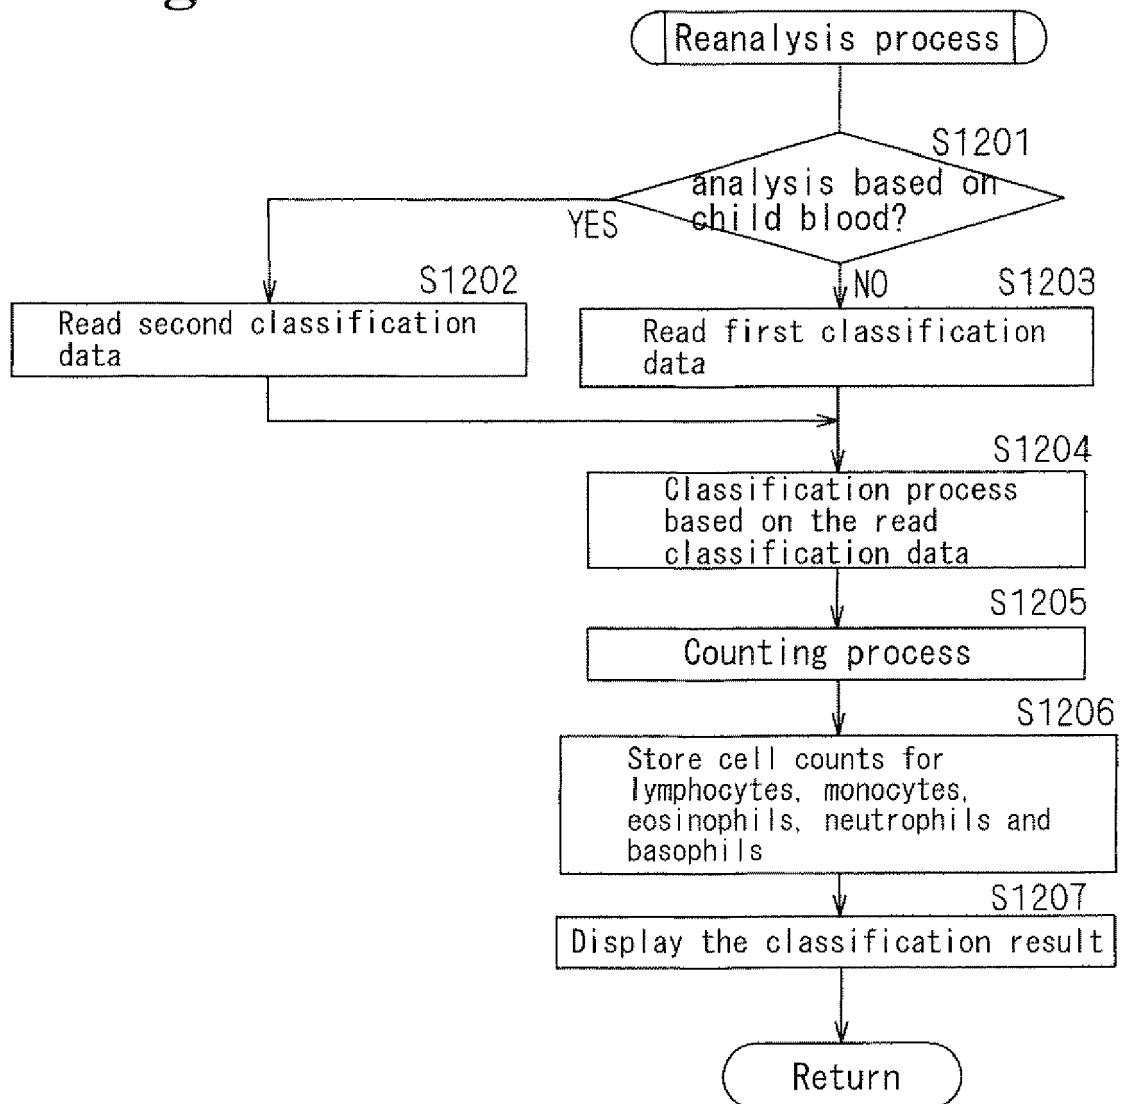 Reanalysis process
S1201
analysis based on
child blood?
YES
NO
S1202
Read second classification
data
S1203
Read first classification
data
S1204
Classification process
based on the read
classification data
S1205
Counting process
S1206
Store cell counts for
lymphocytes, monocytes,
eosinophils, neutrophils and
basophils
S1207
Display the classification result
Return